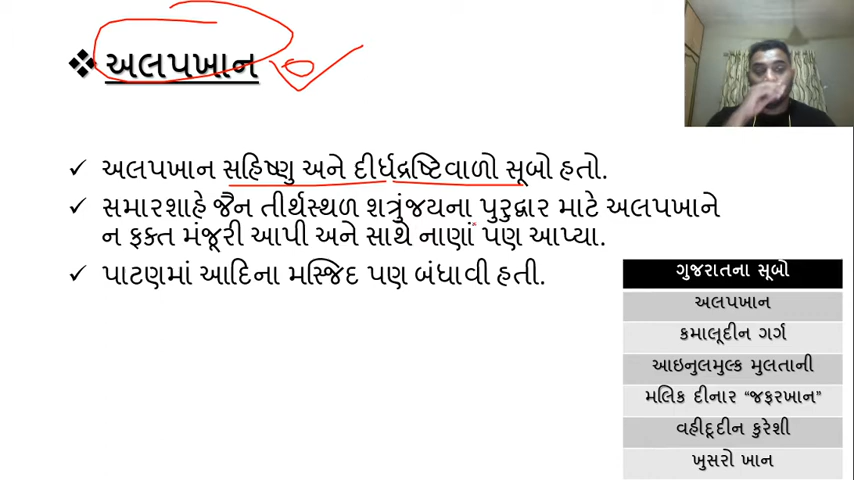 ❖ અલપખાન
✓ અલપખાન સહિષ્ણુ અને દીર્ધદ્રષ્ટિવાળો સૂબો હતો.
✓ સમારશાહે જૈન તીર્થસ્થળ શત્રુંજયના પુરુદ્વાર માટે અલપખાને
ન ફક્ત મંજૂરી આપી અને સાથે નાણાં પણ આપ્યા.
✓ પાટણમાં આદિના મસ્જિદ પણ બંધાવી હતી.
ગુજરાતના સૂબો
અલપખાન
કમાલૂદીન ગર્ગ
આઇનુલમુલ્ક મુલતાની
મલિક દીનાર “જફરખાન”
વહીદૂદીન કુરેશી
ખુસરો ખાન